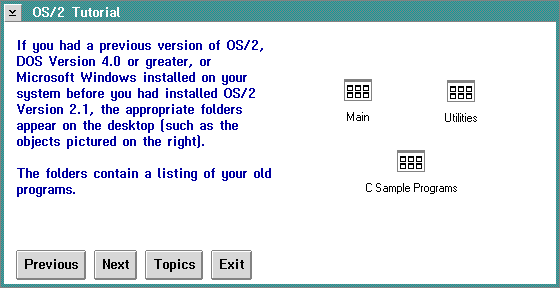 OS/2 Tutorial
If you had a previous version of OS/2,
DOS Version 4.0 or greater, or
Microsoft Windows installed on your
system before you had installed OS/2
Version 2.1, the appropriate folders
appear on the desktop (such as the
objects pictured on the right).
The folders contain a listing of your old
programs.
Main
Utilities
C Sample Programs
Previous
Next
Topics
Exit